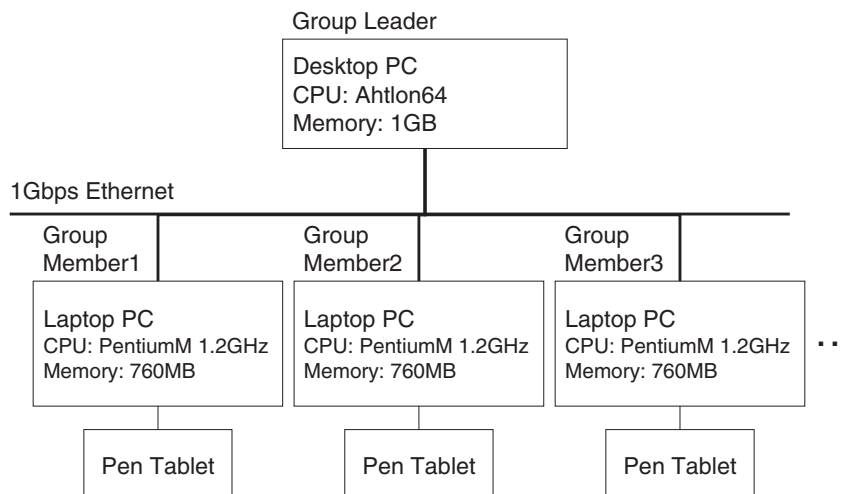 Group Leader
Desktop PC
CPU: Ahtlon64
Memory: 1GB
1Gbps Ethernet
Group
Member1
Group
Member2
Group
Member3
Laptop PC
CPU: PentiumM 1.2GHz
Memory: 760MB
Laptop PC
CPU: PentiumM 1.2GHz
Memory: 760MB
Laptop PC
CPU: PentiumM 1.2GHz
Memory: 760MB
. .
Pen Tablet
Pen Tablet
Pen Tablet